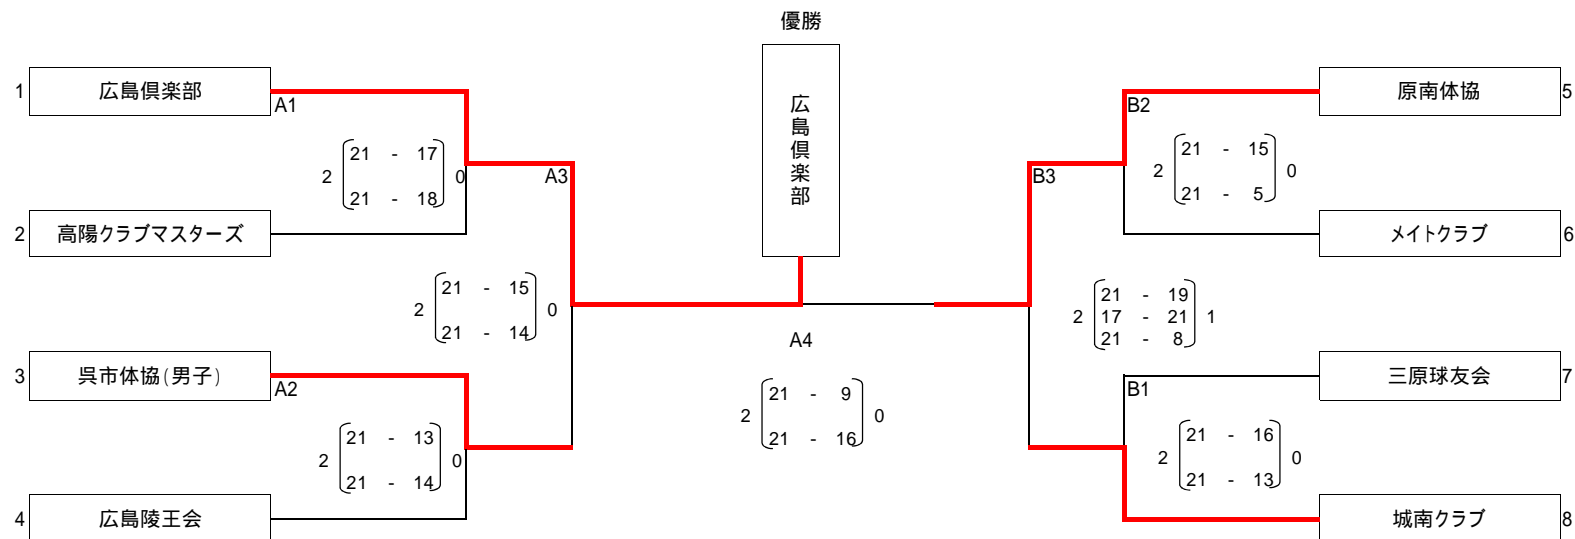 優勝
1 広島倶楽部
A1
2 21 - 17 0
21 - 18
2 高陽クラブマスターズ
A3
2 21 - 15 0
21 - 14
3 呉市体協(男子)
A2
2 21 - 13 0
21 - 14
4 広島陵王会
広島倶楽部
A4
2 21 - 9 0
21 - 16
原南体協 5
B2
2 21 - 15 0
21 - 5
メイトクラブ 6
B3
21 - 19
2 17 - 21 1
21 - 8
三原球友会 7
B1
2 21 - 16 0
21 - 13
城南クラブ 8